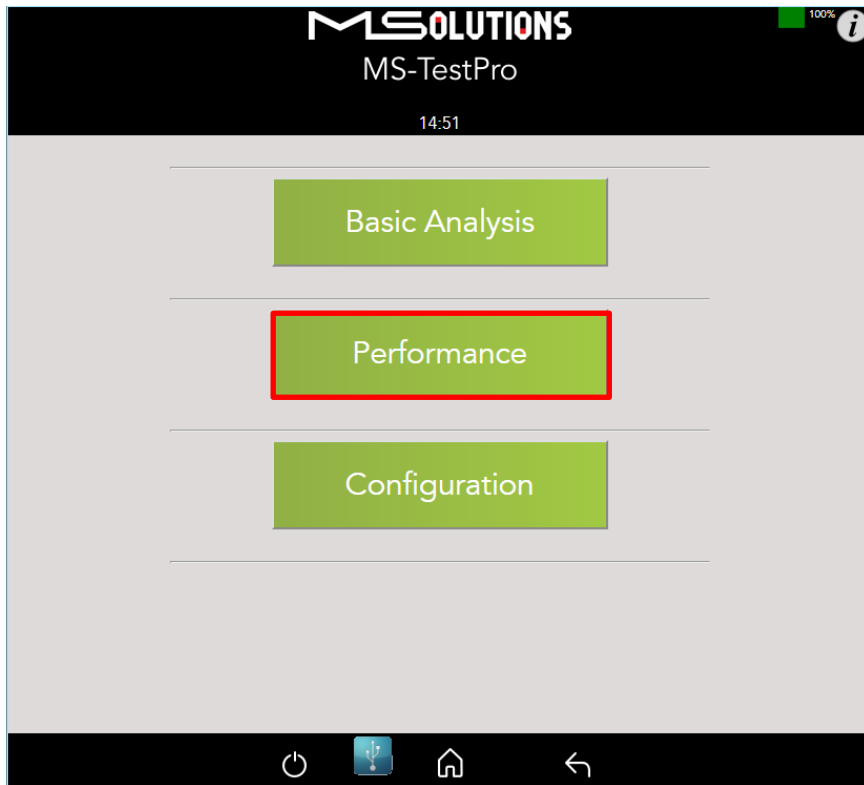 MSOLUTIONS
100%
i
MS-TestPro
14:51
Basic Analysis
Performance
Configuration